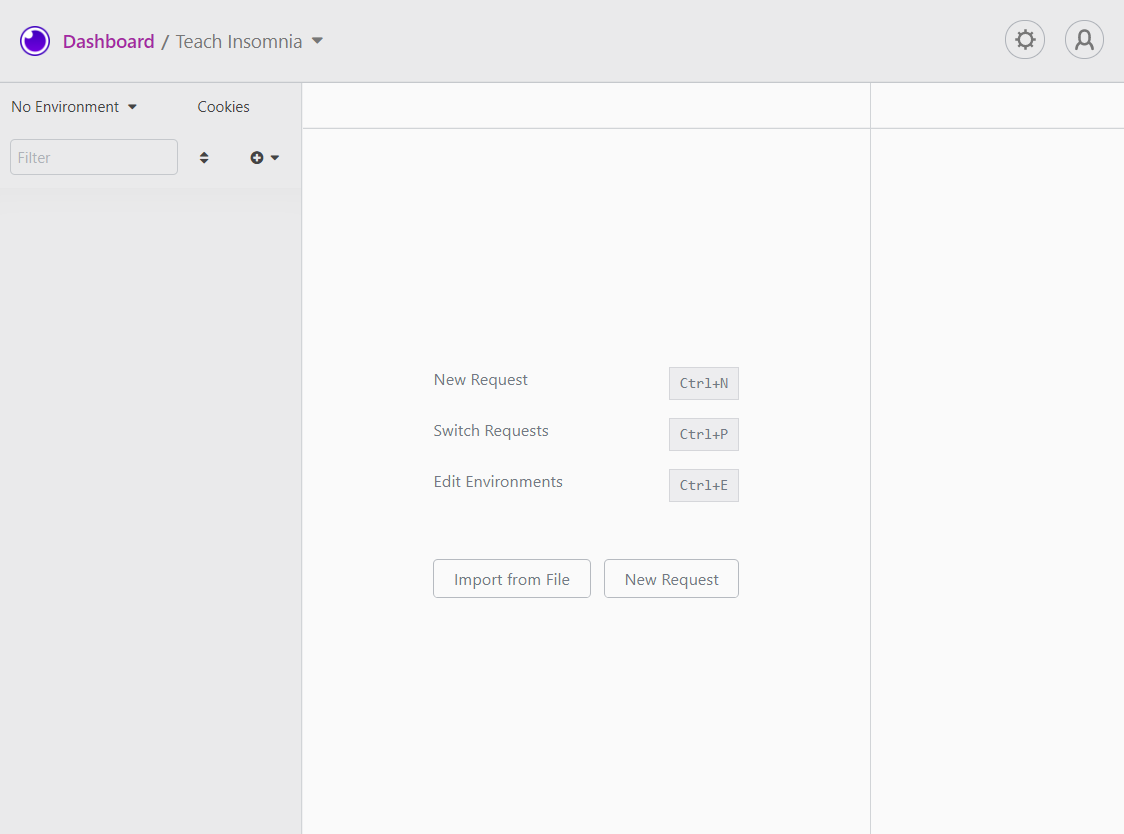 Dashboard / Teach Insomnia
No Environment
Cookies
Filter
New Request Ctrl+N
Switch Requests Ctrl+P
Edit Environments Ctrl+E
Import from File
New Request